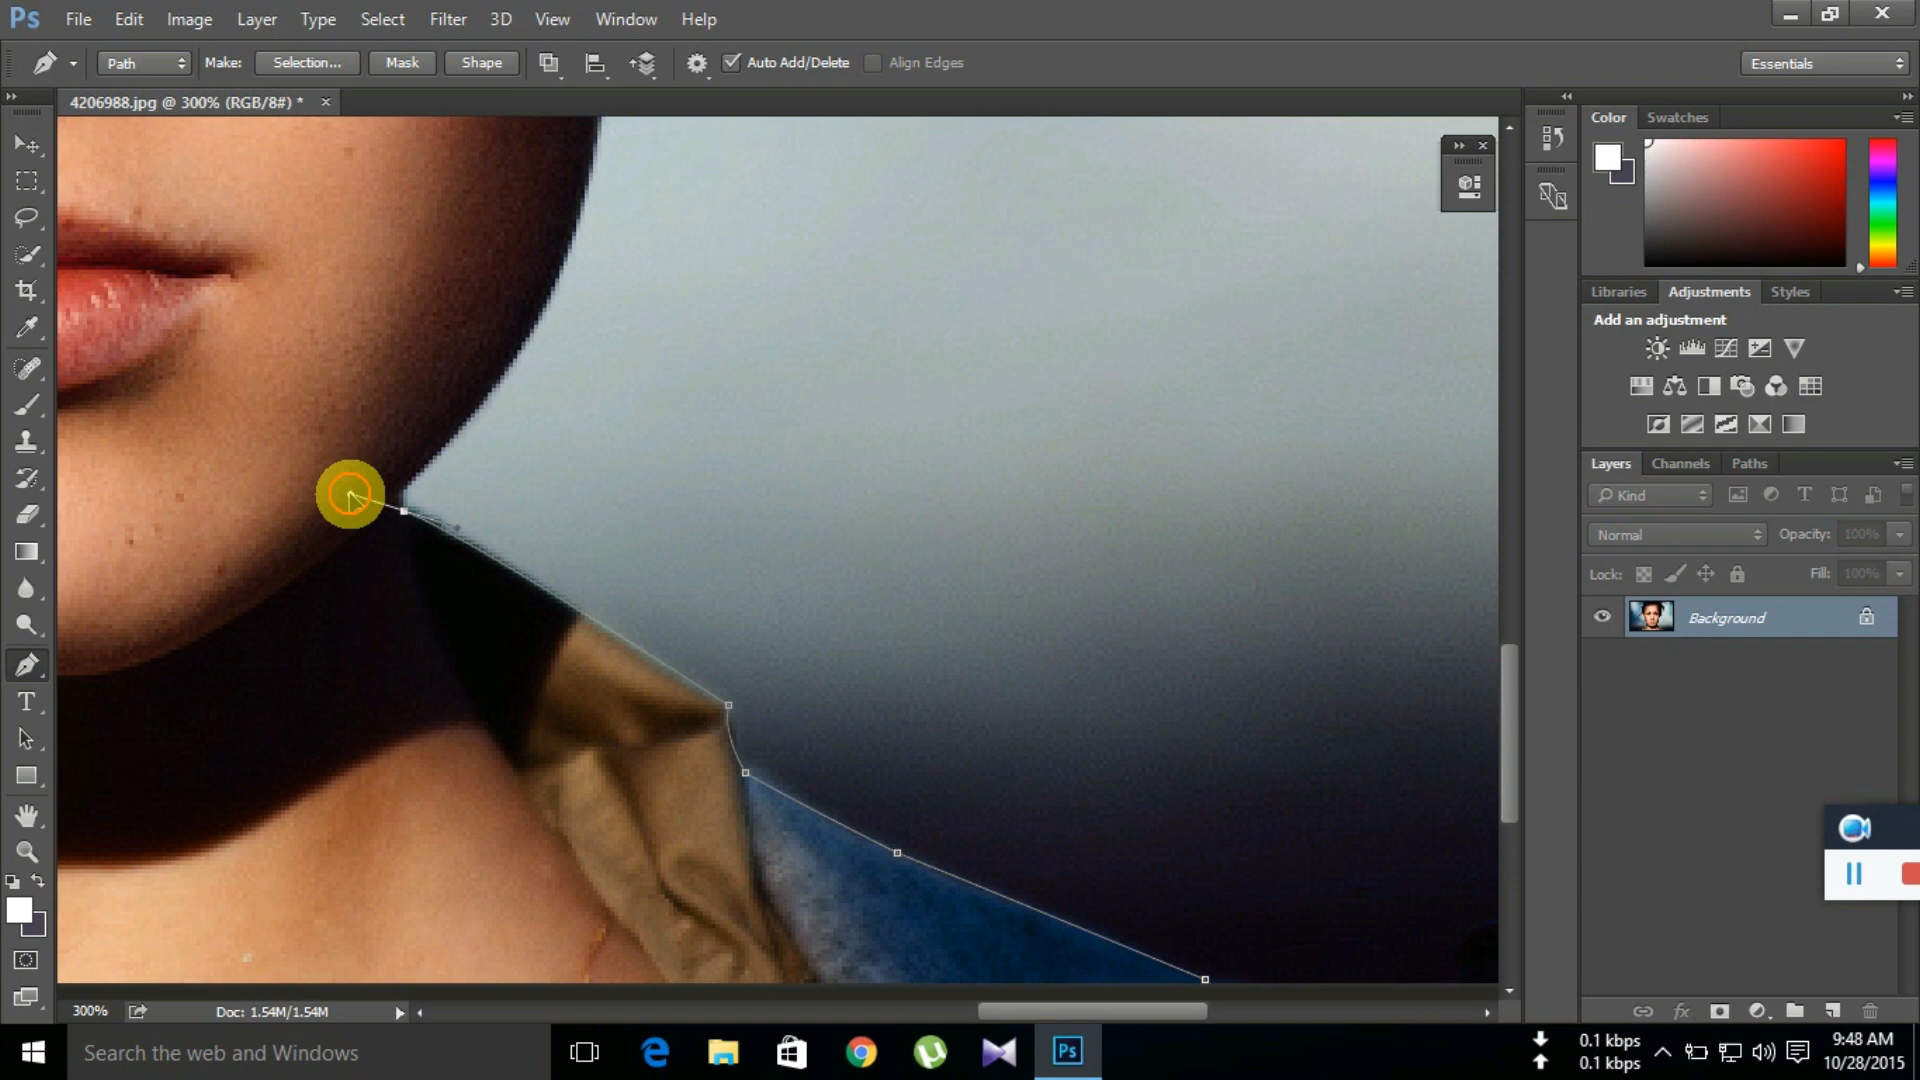 Ps File Edit Image Layer Type Select Filter 3D View Window Help
Path Make: Selection... Mask Shape Auto Add/Delete Align Edges Essentials
4206988.jpg @ 300% (RGB/8#) *
Color Swatches
Libraries Adjustments Styles
Add an adjustment
Layers Channels Paths
Kind
Normal Opacity: 100%
Lock: Fill: 100%
Background
T
300% Doc: 1.54M/1.54M
fx
Search the web and Windows
Ps
0.1 kbps
0.1 kbps
9:48 AM
10/28/2015